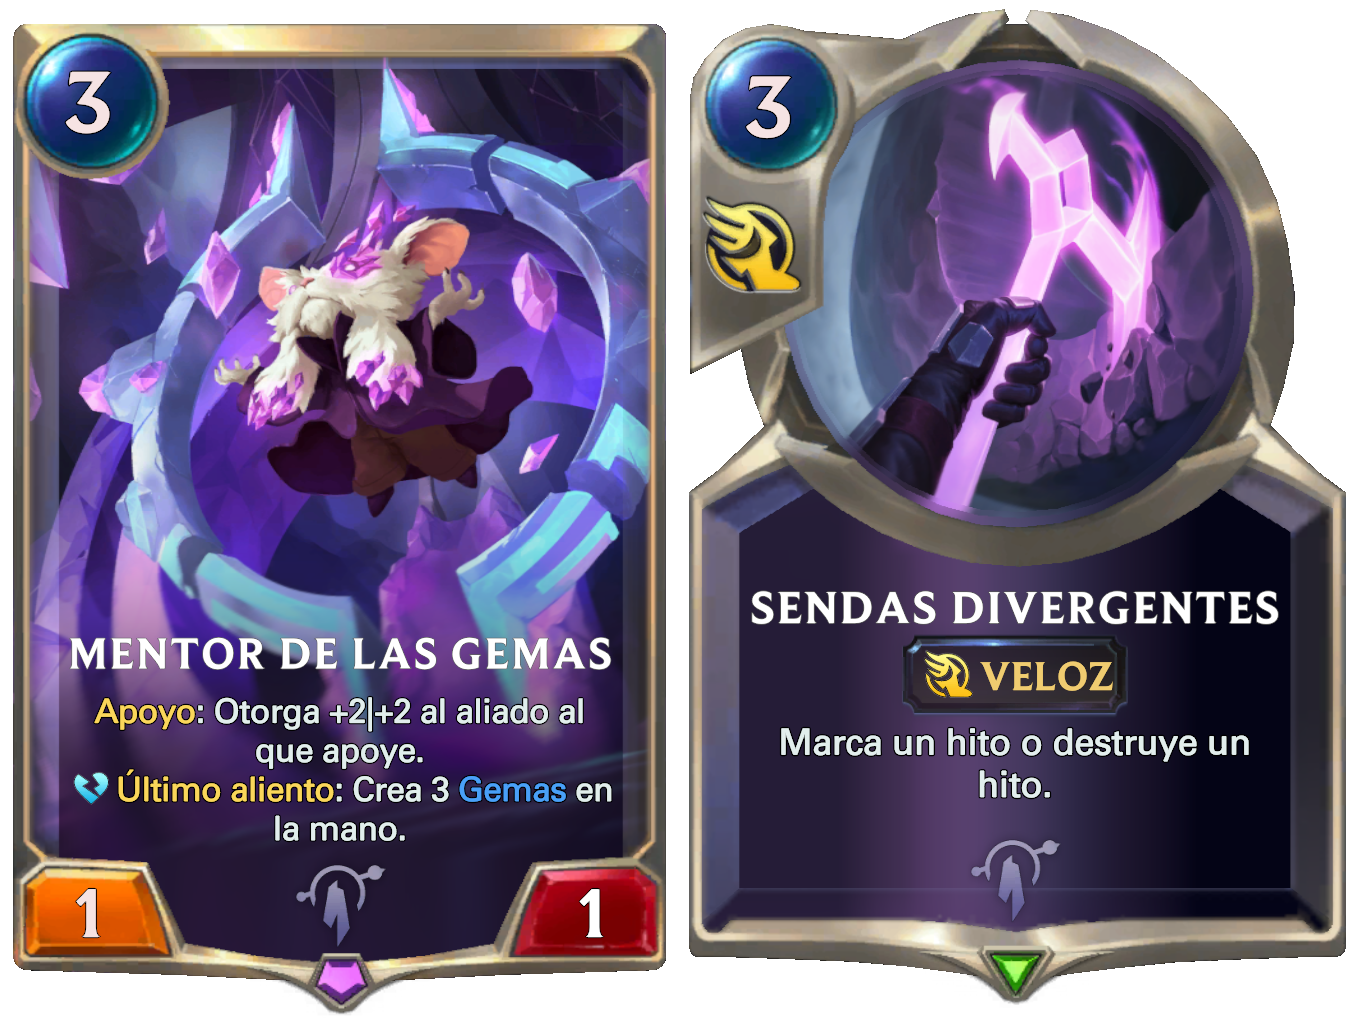 3
MENTOR DE LAS GEMAS
Apoyo: Otorga +2|+2 al aliado al
que apoye.
Último aliento: Crea 3 Gemas en
la mano.
1
1
3
SENDAS DIVERGENTES
VELOZ
Marca un hito o destruye un
hito.